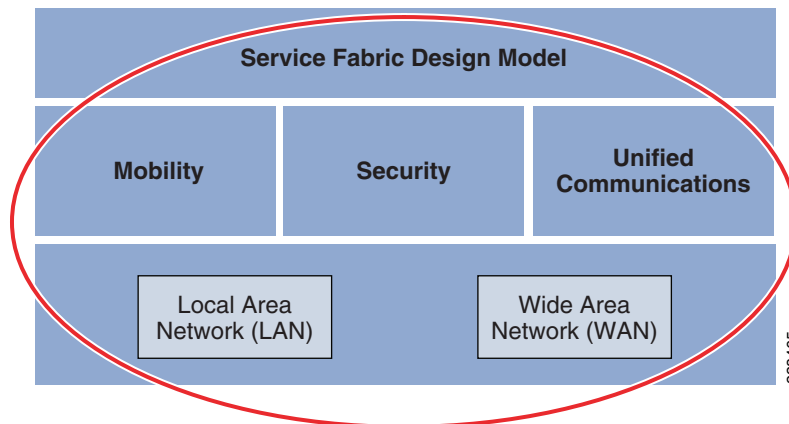 Service Fabric Design Model
Mobility
Security
Unified
Communications
Local Area
Network (LAN)
Wide Area
Network (WAN)